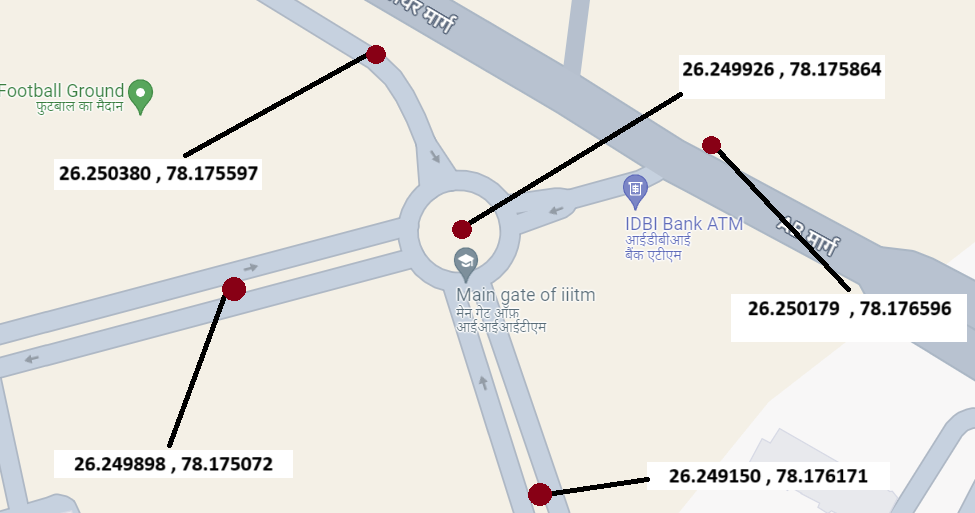 मार्ग
26.249926 , 78.175864
Football Ground
फुटबाल का मैदान
26.250380 , 78.175597
IDBI Bank ATM
आईडीबीआई
बैंक एटीएम
AB मार्ग
Main gate of iiitm
मेन गेट ऑफ़
आईआईआईटीएम
26.250179 , 78.176596
26.249898 , 78.175072
26.249150 , 78.176171